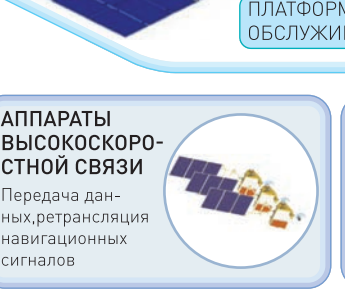 ПЛАТФОРМ
ОБСЛУЖИ
АППАРАТЫ
ВЫСОКОСКОРО-
СТНОЙ СВЯЗИ
Передача дан-
ных,ретрансляция
навигационных
сигналов